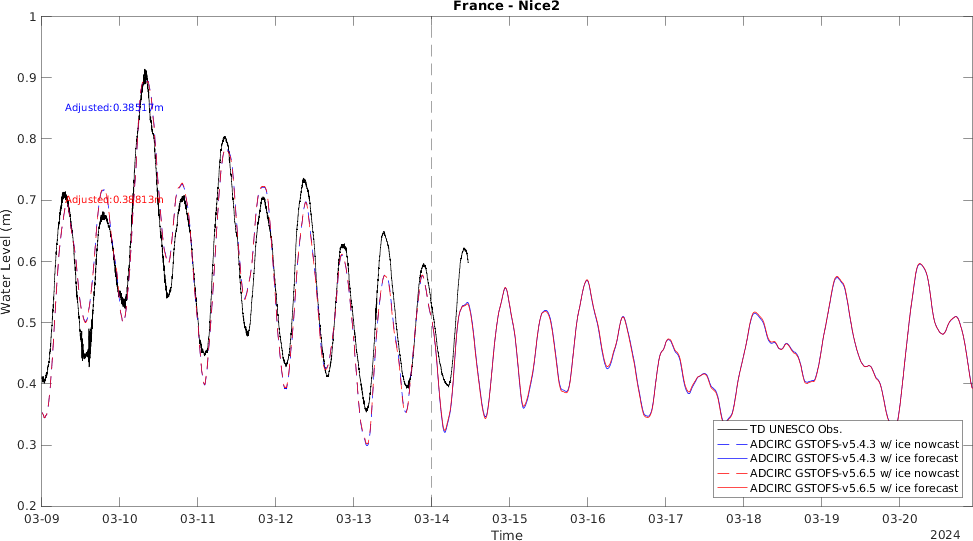 France - Nice2
1
0.9
0.8
0.7
0.6
0.5
0.4
0.3
0.2
Water Level (m)
Adjusted:0.38517m
Adjusted:0.38813m
TD UNESCO Obs.
ADCIRC GSTOFS-v5.4.3 w/ ice nowcast
ADCIRC GSTOFS-v5.4.3 w/ ice forecast
ADCIRC GSTOFS-v5.6.5 w/ ice nowcast
ADCIRC GSTOFS-v5.6.5 w/ ice forecast
03-09 03-10 03-11 03-12 03-13 03-14 03-15 03-16 03-17 03-18 03-19 03-20
Time
2024